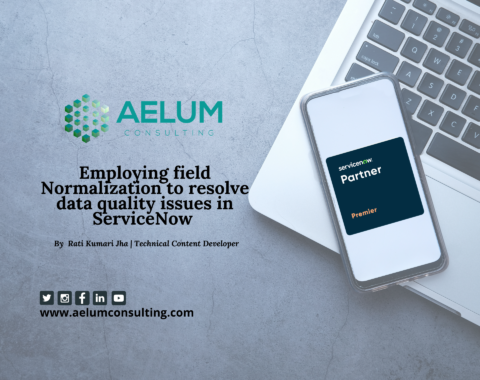 AELUM
CONSULTING
Employing field
Normalization to resolve
data quality issues in
ServiceNow
By Rati Kumari Jha | Technical Content Developer
www.aelumconsulting.com
servicenow
Partner
Premier